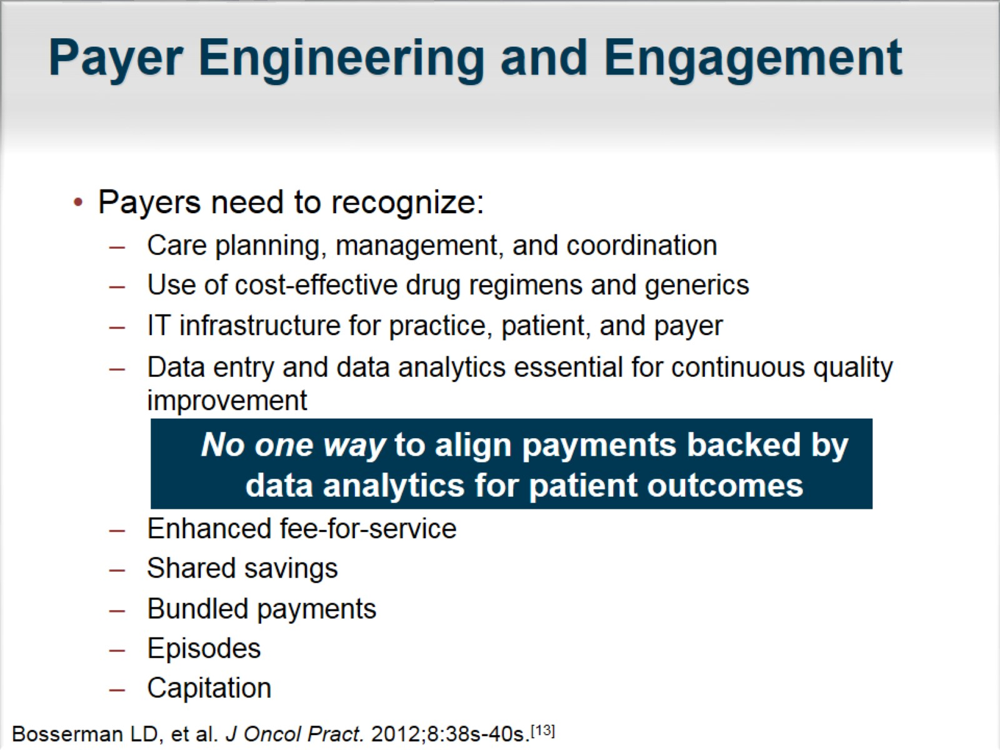 Payer Engineering and Engagement
• Payers need to recognize:
– Care planning, management, and coordination
– Use of cost-effective drug regimens and generics
– IT infrastructure for practice, patient, and payer
– Data entry and data analytics essential for continuous quality
improvement
No one way to align payments backed by
data analytics for patient outcomes
– Enhanced fee-for-service
– Shared savings
– Bundled payments
– Episodes
– Capitation
Bosserman LD, et al. J Oncol Pract. 2012;8:38s-40s.[13]